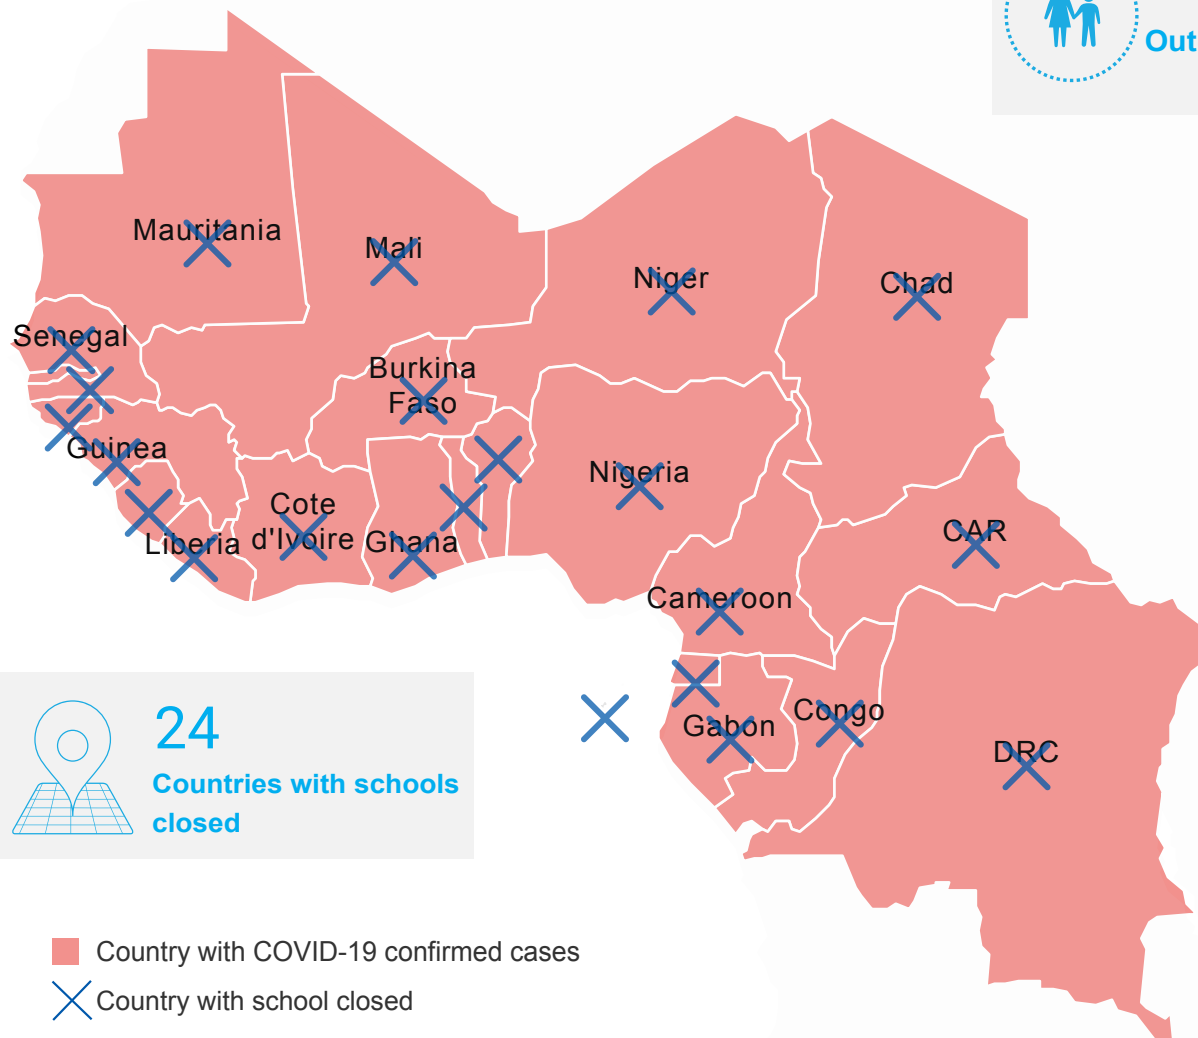 Out
Mauritania
Mali
Niger
Chad
Senegal
Burkina
Faso
Guinea
Nigeria
Cote
d'Ivoire
Ghana
Liberia
CAR
Cameroon
Gabon
Congo
DRC
24
Countries with schools
closed
Country with COVID-19 confirmed cases
Country with school closed